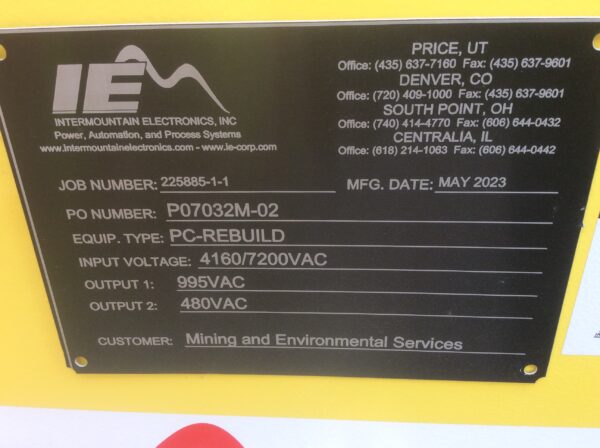 IE
INTERMOUNTAIN ELECTRONICS, INC
Power, Automation, and Process Systems
www.intermountainelectronics.com - www.ie-corp.com
PRICE, UT
Office: (435) 637-7160 Fax: (435) 637-9601
DENVER, CO
Office: (720) 409-1000 Fax: (435) 637-9601
SOUTH POINT, OH
Office: (740) 414-4770 Fax: (606) 644-0432
CENTRALIA, IL
Office: (618) 214-1063 Fax: (606) 644-0442
JOB NUMBER: 225885-1-1
MFG. DATE: MAY 2023
PO NUMBER: P07032M-02
EQUIP. TYPE: PC-REBUILD
INPUT VOLTAGE: 4160/7200VAC
OUTPUT 1: 995VAC
OUTPUT 2: 480VAC
CUSTOMER: Mining and Environmental Services